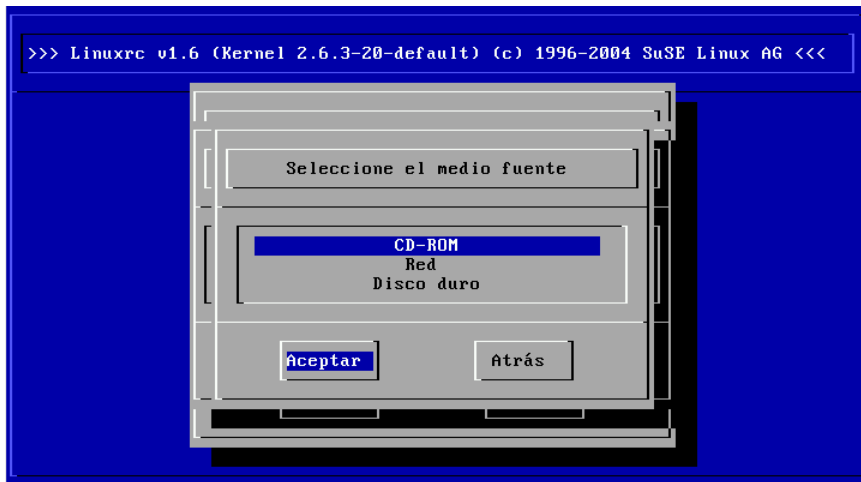 >>> Linuxrc v1.6 (Kernel 2.6.3-20-default) (c) 1996-2004 SuSE Linux AG <<<
Seleccione el medio fuente
CD-ROM
Red
Disco duro
Aceptar Atrás